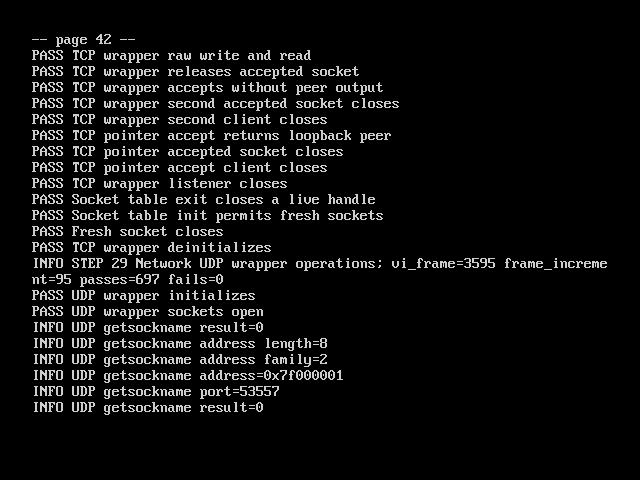 -- page 42 --
PASS TCP wrapper raw write and read
PASS TCP wrapper releases accepted socket
PASS TCP wrapper accepts without peer output
PASS TCP wrapper second accepted socket closes
PASS TCP wrapper second client closes
PASS TCP pointer accept returns loopback peer
PASS TCP pointer accepted socket closes
PASS TCP pointer accept client closes
PASS TCP wrapper listener closes
PASS Socket table exit closes a live handle
PASS Socket table init permits fresh sockets
PASS Fresh socket closes
PASS TCP wrapper deinitializes
INFO STEP 29 Network UDP wrapper operations; vi_frame=3595 frame_increme
nt=95 passes=697 fails=0
PASS UDP wrapper initializes
PASS UDP wrapper sockets open
INFO UDP getsockname result=0
INFO UDP getsockname address length=8
INFO UDP getsockname address family=2
INFO UDP getsockname address=0x7f000001
INFO UDP getsockname port=53557
INFO UDP getsockname result=0